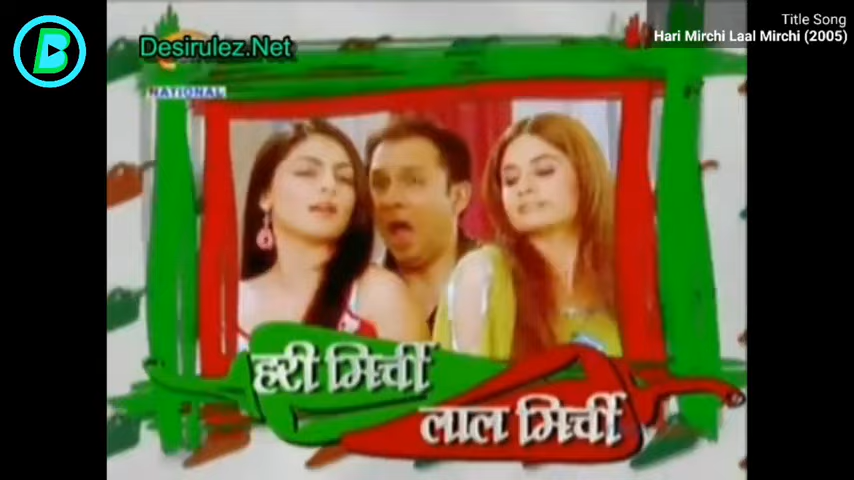 Title Song
Hari Mirchi Laal Mirchi (2005)
Desirulez.Net
NATIONAL
हरी मिर्ची
लाल मिर्ची